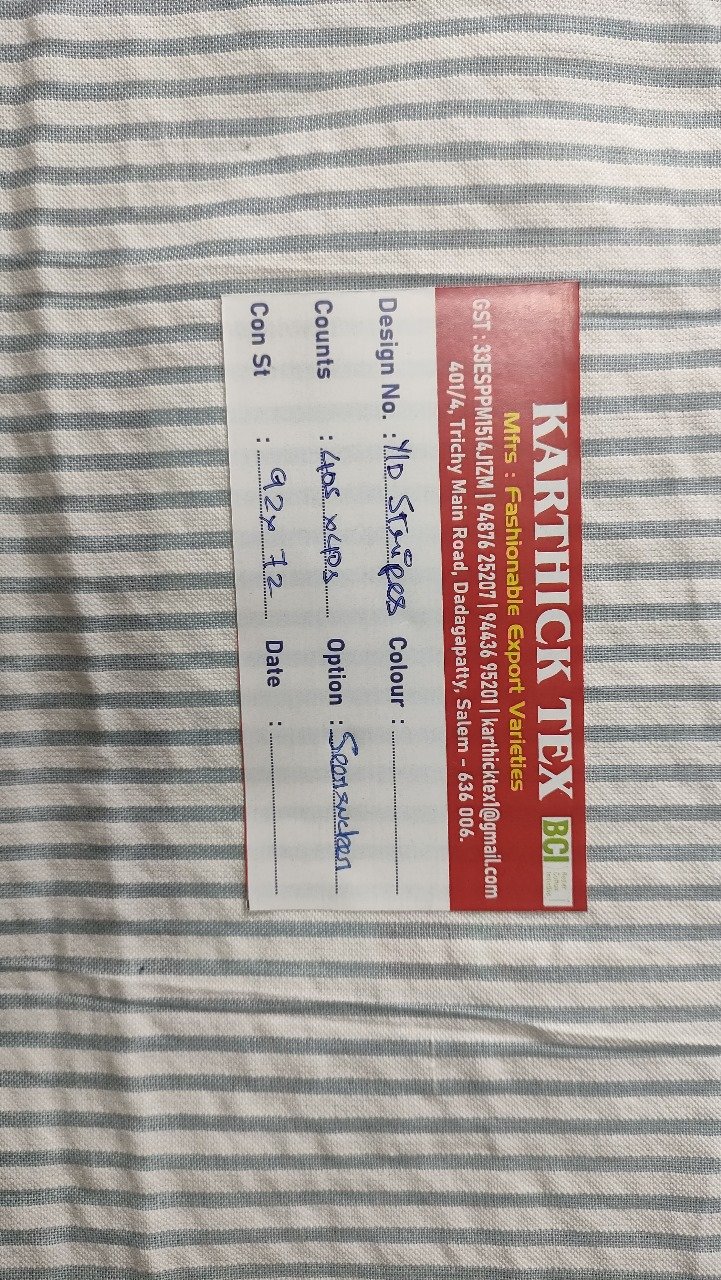 KARTHICK TEX BCI
Mfrs : Fashionable Export Varieties
GST : 33ESPPM1514J1ZM | 94876 25207 | 94436 95201 | karthicktex1@gmail.com
401/4, Trichy Main Road, Dadagapatty, Salem - 636 006.
Design No. : Y/D Stripes Colour :
Counts : 40s x 40s Option :
Con St : 92 x 72 Date :